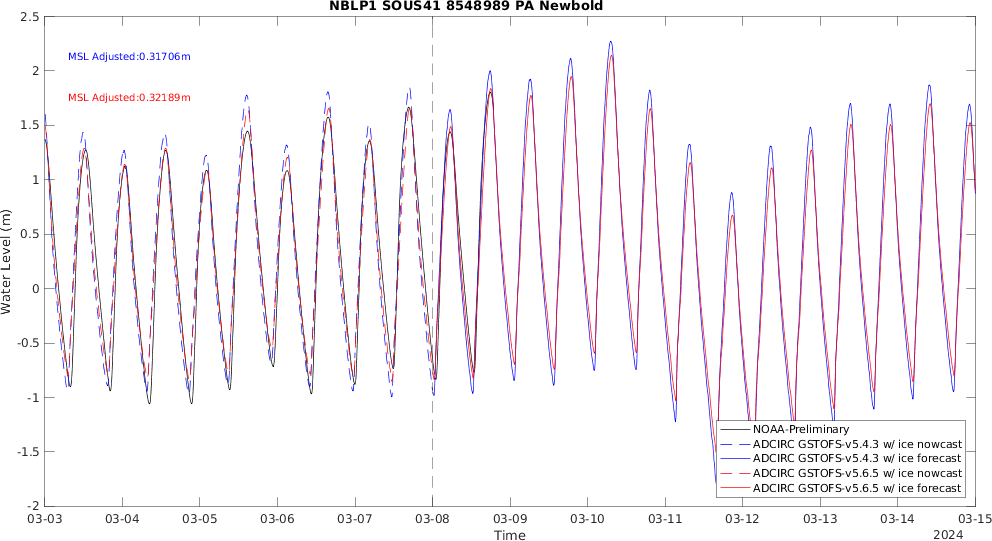 NBLP1 SOUS41 8548989 PA Newbold
2.5
2
1.5
1
0.5
0
-0.5
-1
-1.5
-2
Water Level (m)
MSL Adjusted:0.31706m
MSL Adjusted:0.32189m
NOAA-Preliminary
ADCIRC GSTOFS-v5.4.3 w/ ice nowcast
ADCIRC GSTOFS-v5.4.3 w/ ice forecast
ADCIRC GSTOFS-v5.6.5 w/ ice nowcast
ADCIRC GSTOFS-v5.6.5 w/ ice forecast
03-03 03-04 03-05 03-06 03-07 03-08 03-09 03-10 03-11 03-12 03-13 03-14 03-15
Time
2024